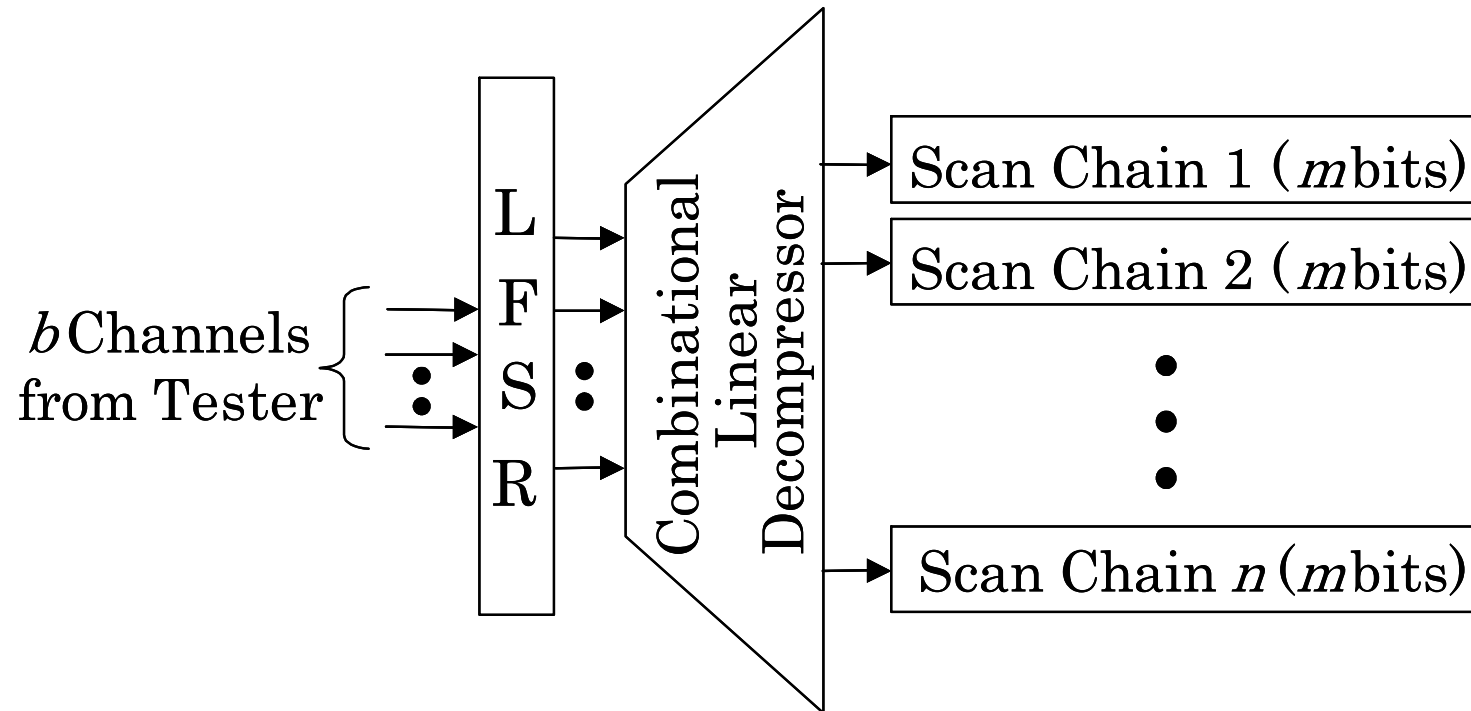 b Channels
from Tester
L
F
S
R
Combinational
Linear
Decompressor
Scan Chain 1 (m bits)
Scan Chain 2 (m bits)
Scan Chain n (m bits)